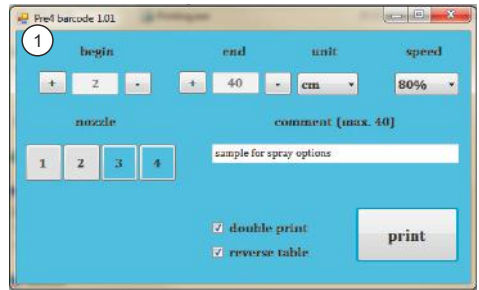 Pre4 barcode 1.01
1
begin end unit speed
+ 2 - + 40 - cm 80%
nozzle comment (max. 40)
1 2 3 4 sample for spray options
double print
reverse table
print